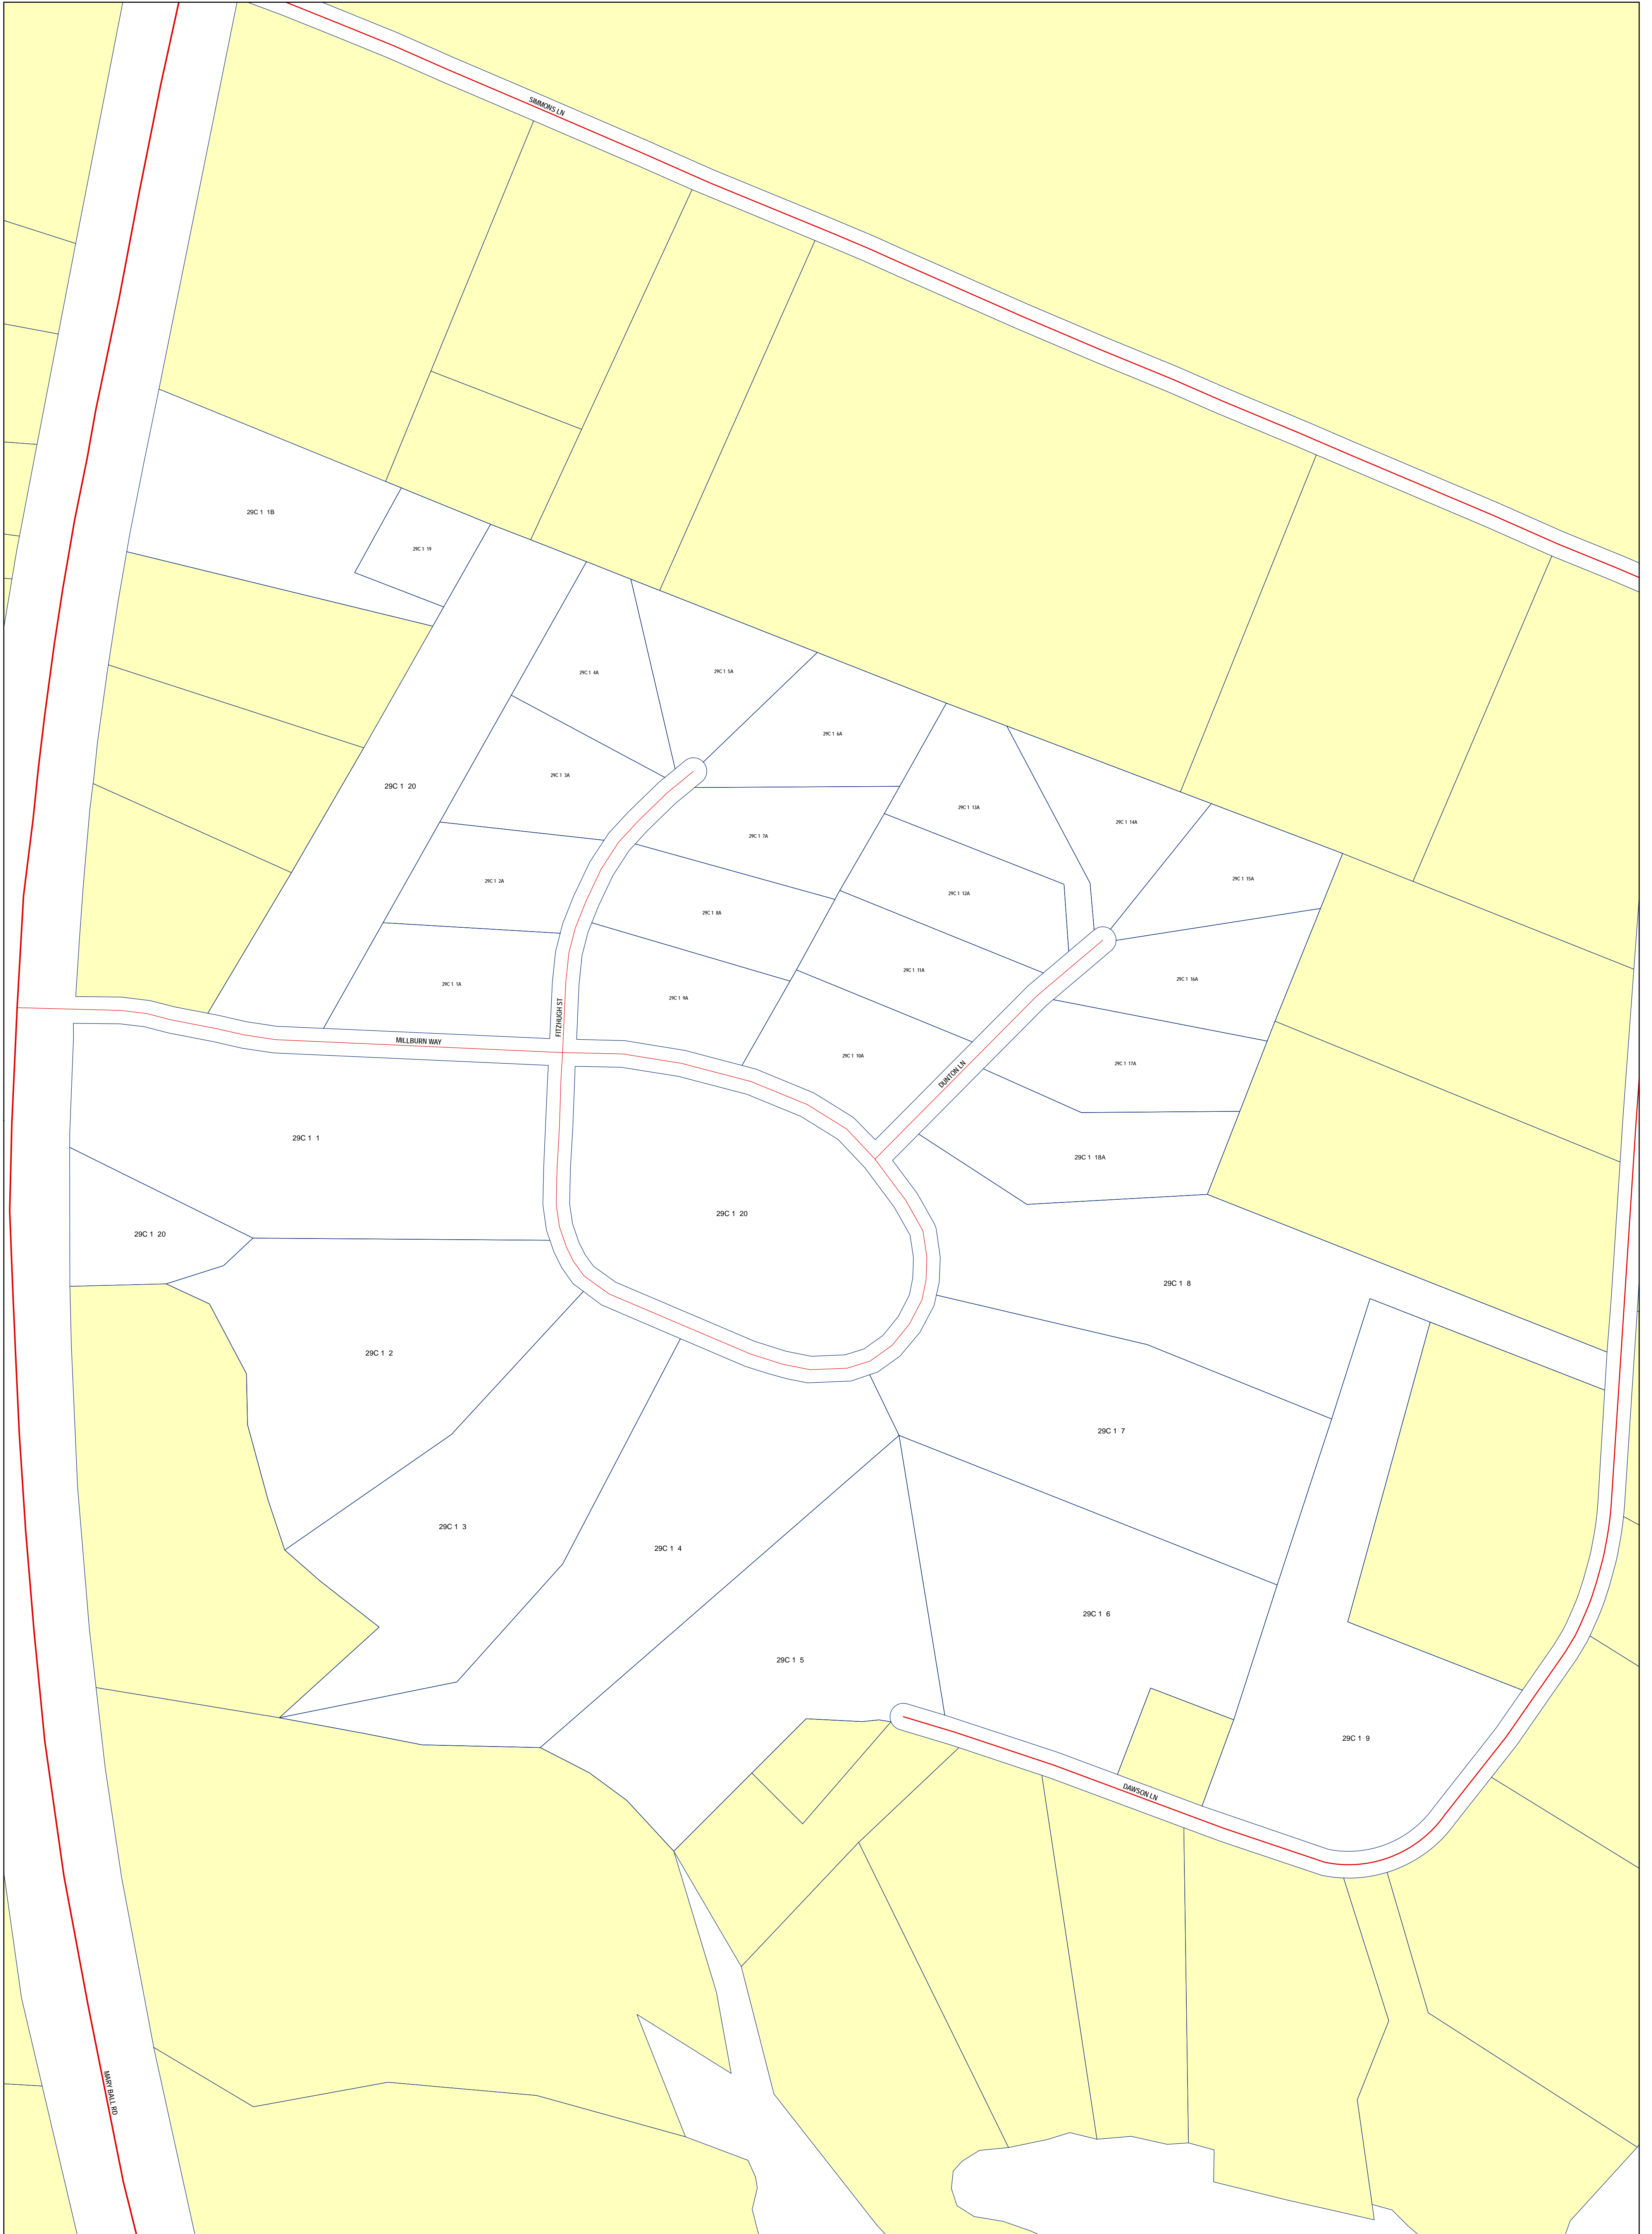 SIMMONS LN
29C 1 1B
29C 1 19
29C 1 4A
29C 1 5A
29C 1 6A
29C 1 3A
29C 1 20
29C 1 7A
29C 1 13A
29C 1 14A
29C 1 2A
29C 1 8A
29C 1 12A
29C 1 15A
29C 1 1A
29C 1 9A
29C 1 11A
29C 1 16A
FITZHUGH ST
MILLBURN WAY
29C 1 10A
DUNTON LN
29C 1 17A
29C 1 1
29C 1 18A
29C 1 20
29C 1 20
29C 1 8
29C 1 2
29C 1 7
29C 1 3
29C 1 4
29C 1 6
29C 1 5
29C 1 9
DAWSON LN
MARY BALL RD